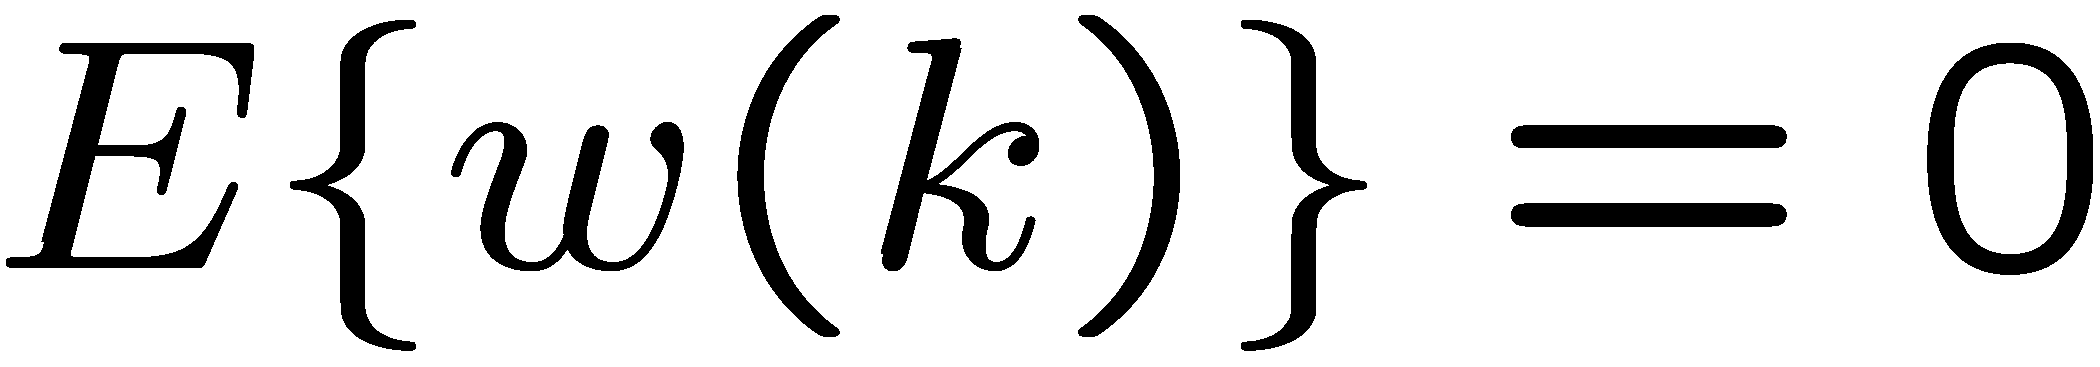 E{w(k)} = 0